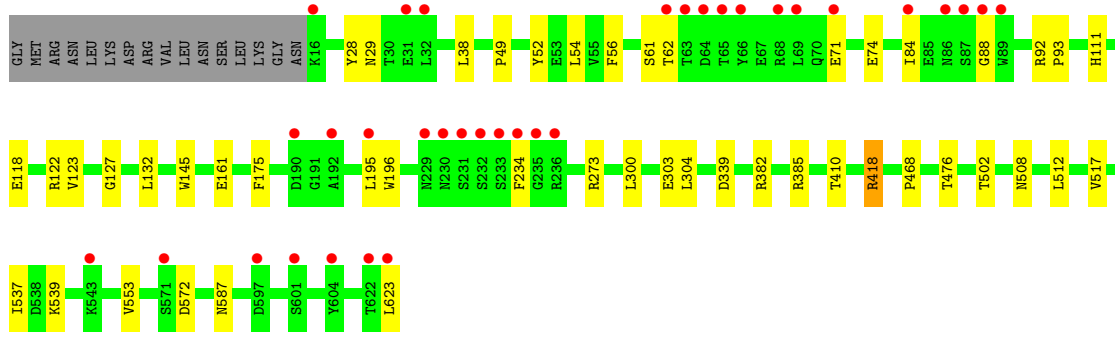 GLY MET ARG ASN LEU LYS ASP ARG VAL LEU ASN SER LEU LYS GLY ASN K16 Y28 N29 T30 E31 L32 L38 P49 Y52 E53 L54 V55 F56 S61 T62 T63 D64 T65 Y66 E67 R68 L69 Q70 E71 E74 I84 E85 N86 S87 G88 W89 R92 P93 H111
E118 R122 V123 G127 L132 W145 E161 F175 D190 G191 A192 L195 W196 N229 N230 S231 S232 S233 F234 G235 R236 R273 L300 E303 L304 D339 R382 R385 T410 R418 P468 T476 T502 N508 L512 V517
I537 D538 K539 K543 V553 S571 D572 N587 D597 S601 Y604 T622 L623